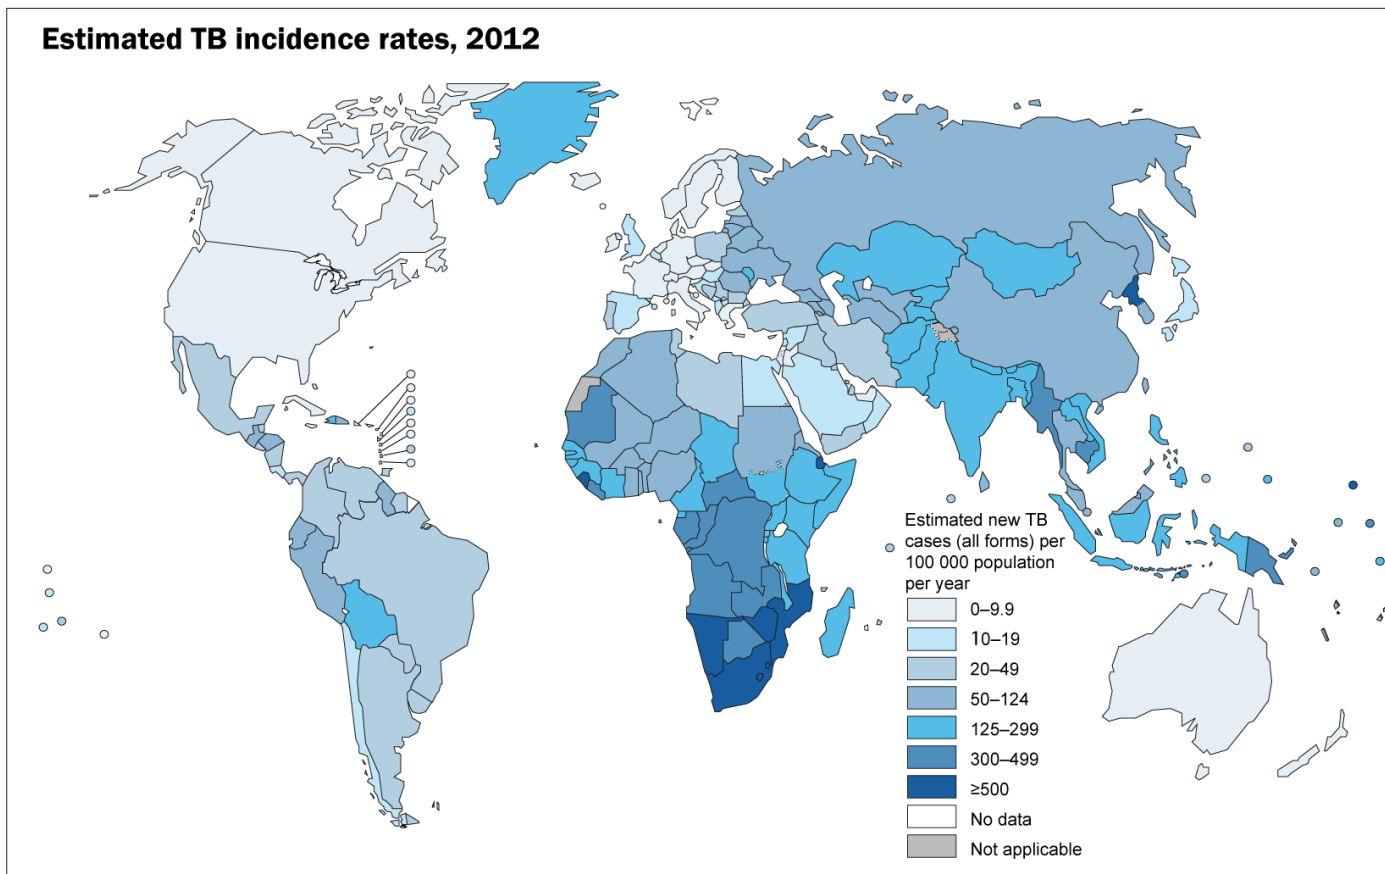 Estimated TB incidence rates, 2012
Estimated new TB
cases (all forms) per
100 000 population
per year
0–9.9
10–19
20–49
50–124
125–299
300–499
≥500
No data
Not applicable